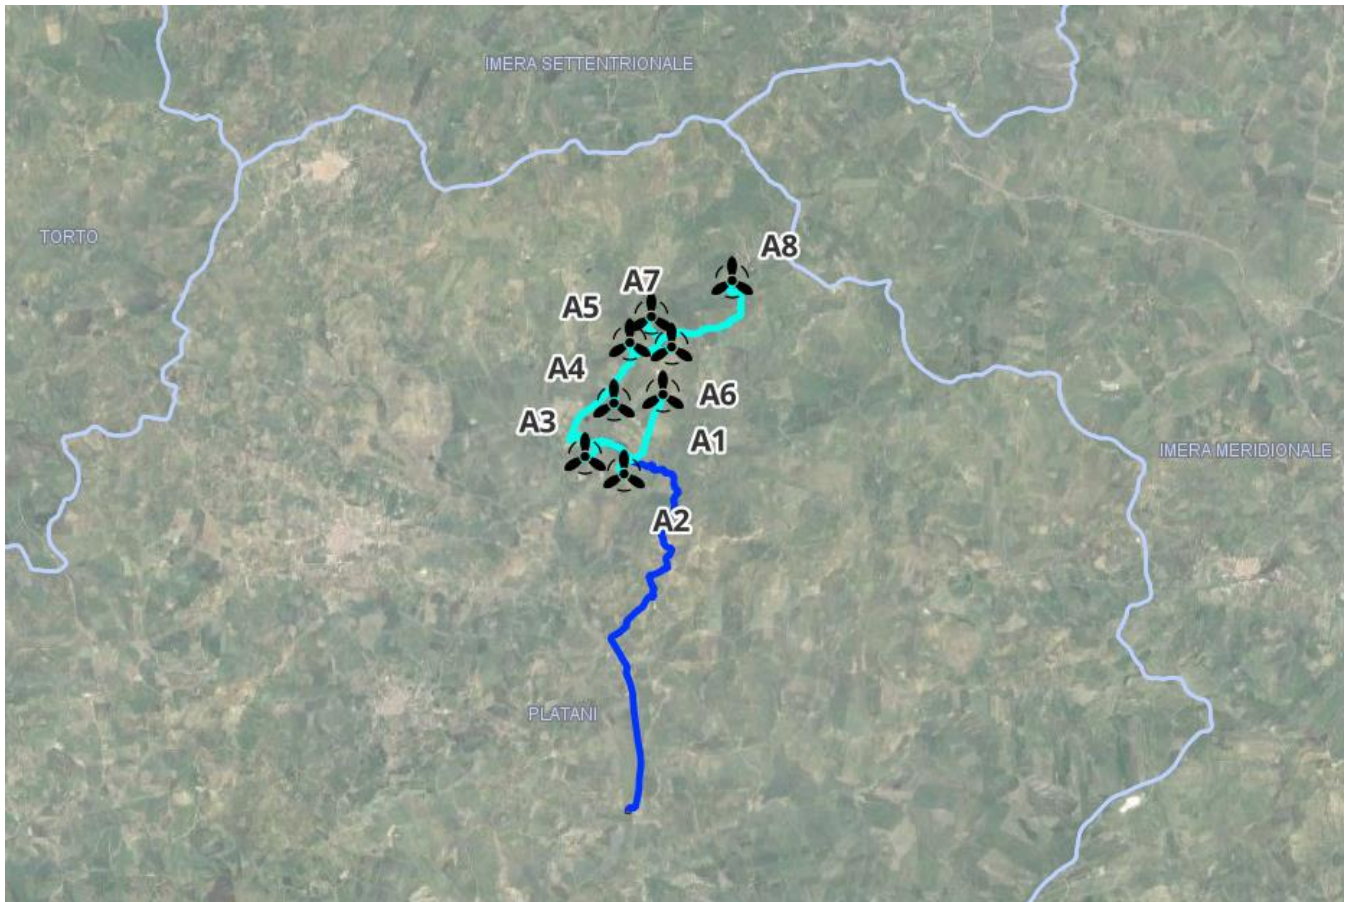 IMERA SETTENTRIONALE
TORTO
A8
A7
A5
A4
A6
A3
A1
IMERA MERIDIONALE
A2
PLATANI